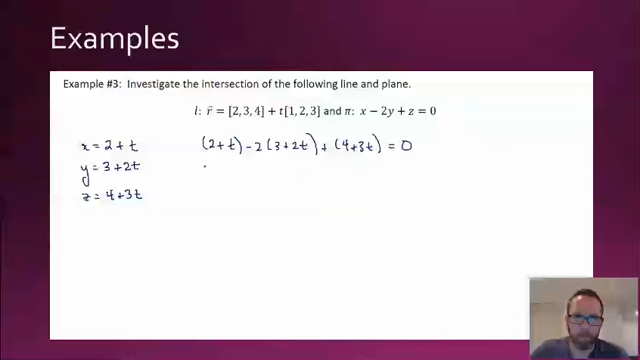 Examples
Example #3: Investigate the intersection of the following line and plane.
l: r⃗ = [2, 3, 4] + t[1, 2, 3] and π: x − 2y + z = 0
x = 2 + t
(2+t) - 2(3+2t) + (4+3t) = 0
y = 3 + 2t
z = 4 + 3t